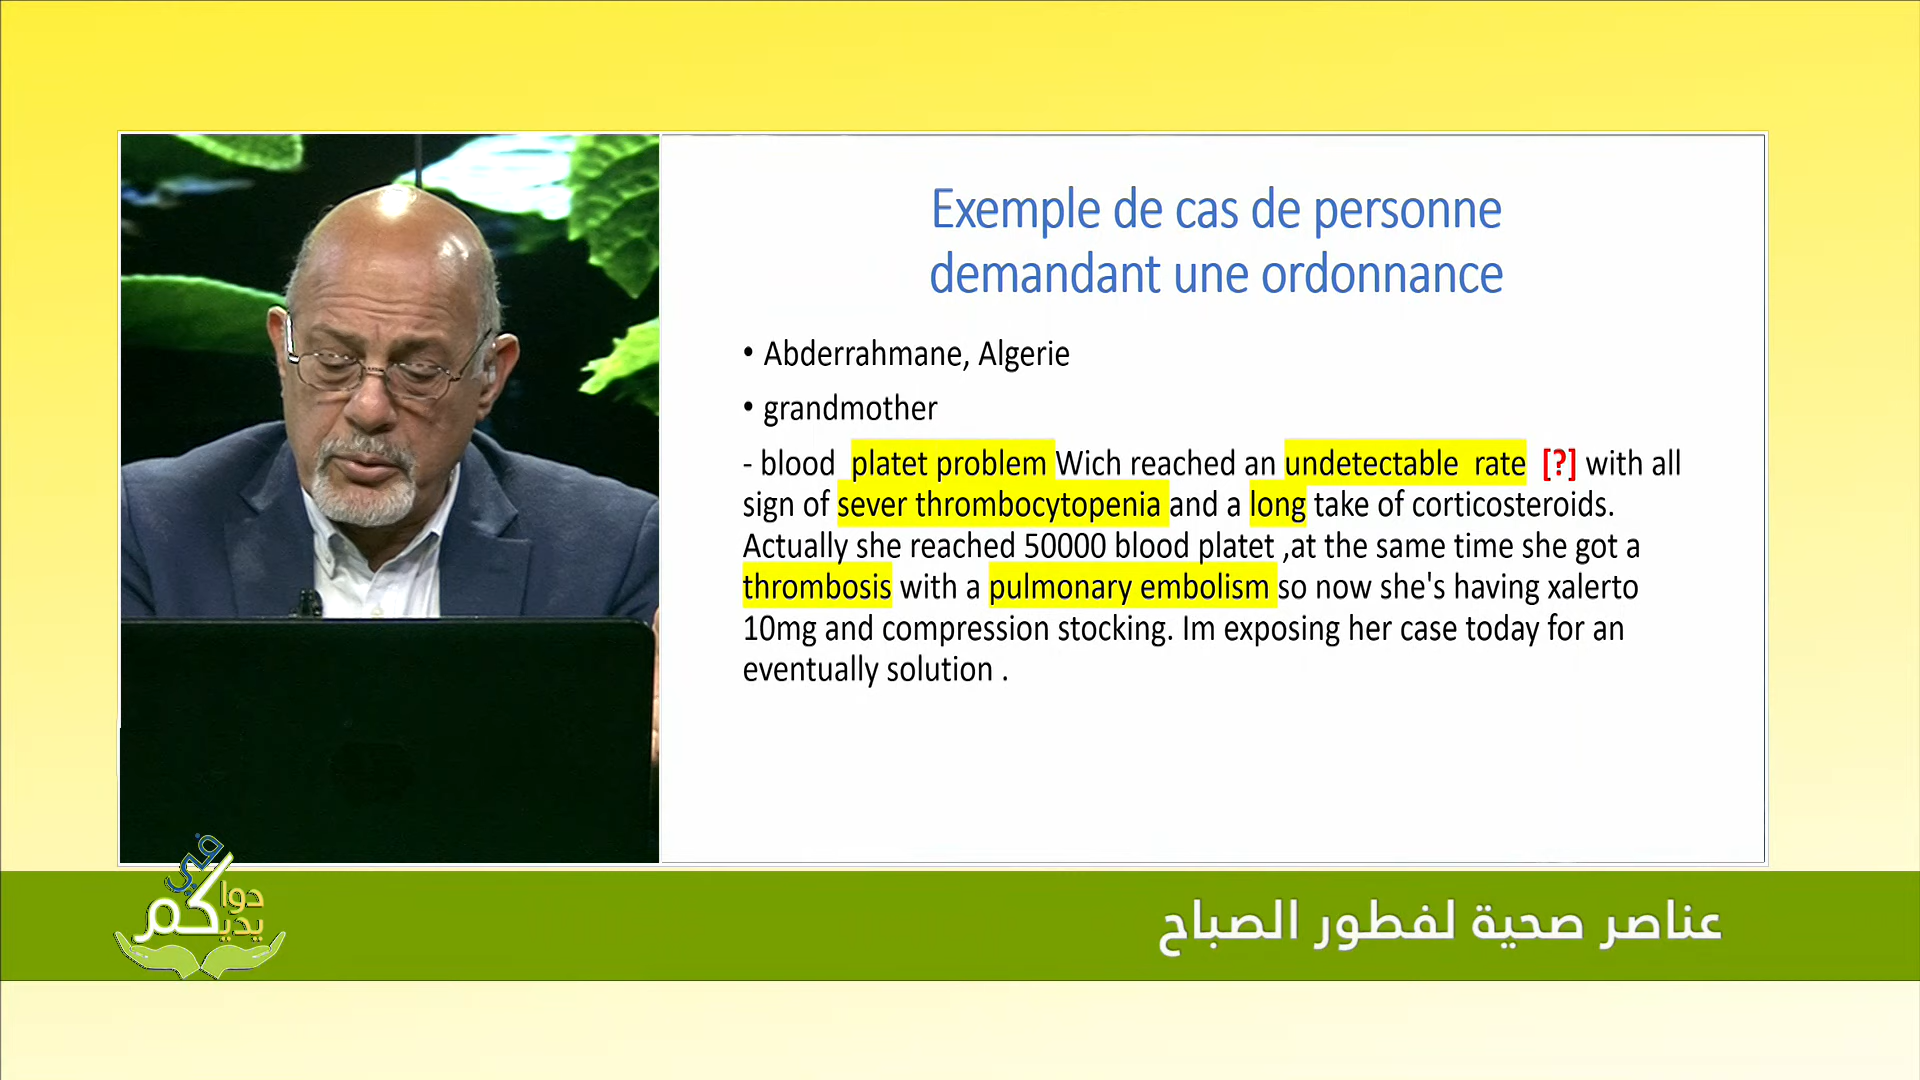 Exemple de cas de personne
demandant une ordonnance
• Abderrahmane, Algerie
• grandmother
- blood platet problem Wich reached an undetectable rate [?] with all
sign of sever thrombocytopenia and a long take of corticosteroids.
Actually she reached 50000 blood platet ,at the same time she got a
thrombosis with a pulmonary embolism so now she's having xalerto
10mg and compression stocking. Im exposing her case today for an
eventually solution .
دواكم في يديكم
عناصر صحية لفطور الصباح